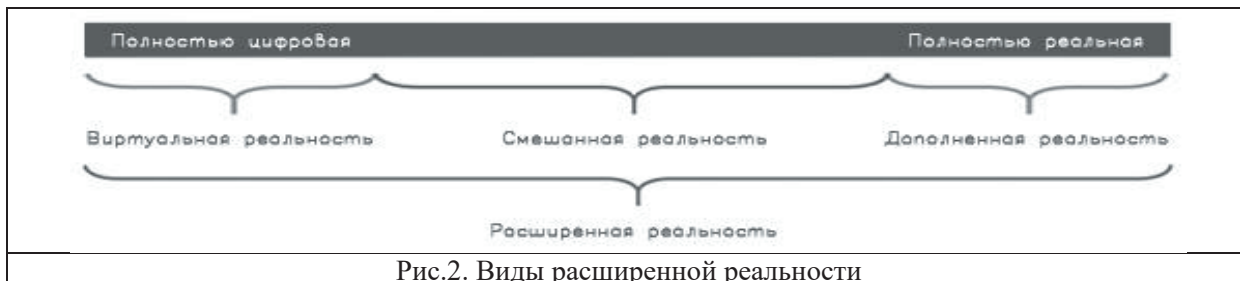 Полностью цифровая Полностью реальная
Виртуальная реальность Смешанная реальность Дополненная реальность
Расширенная реальность
Рис.2. Виды расширенной реальности